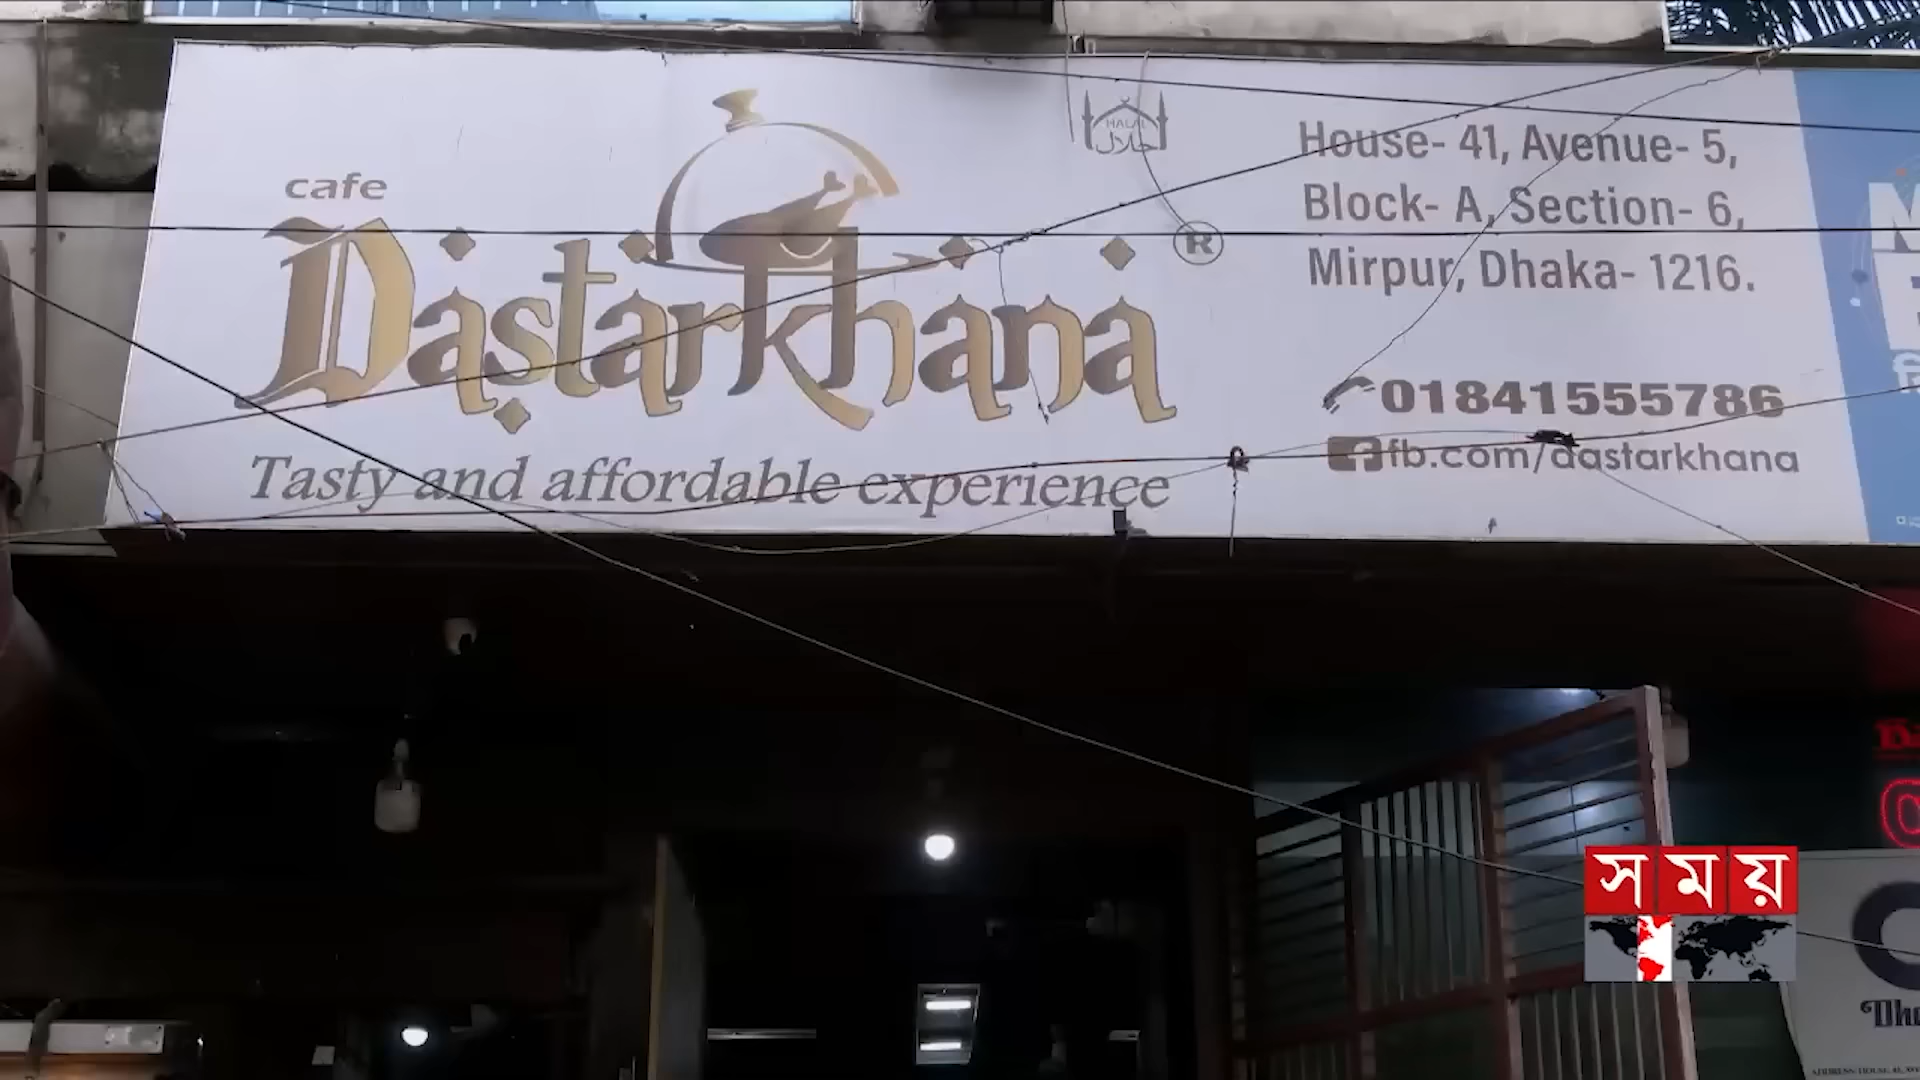 cafe
Dastarkhana
®
Tasty and affordable experience
HALAL
حلال
House- 41, Avenue- 5,
Block- A, Section- 6,
Mirpur, Dhaka- 1216.
01841555786
fb.com/dastarkhana
সময়